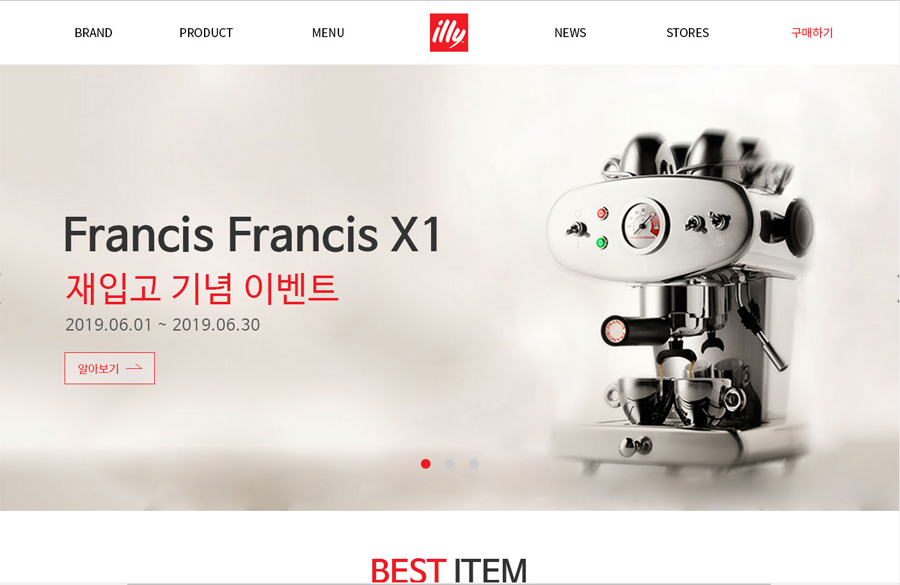 BRAND PRODUCT MENU illy NEWS STORES 구매하기
Francis Francis X1
재입고 기념 이벤트
2019.06.01 ~ 2019.06.30
알아보기
BEST ITEM